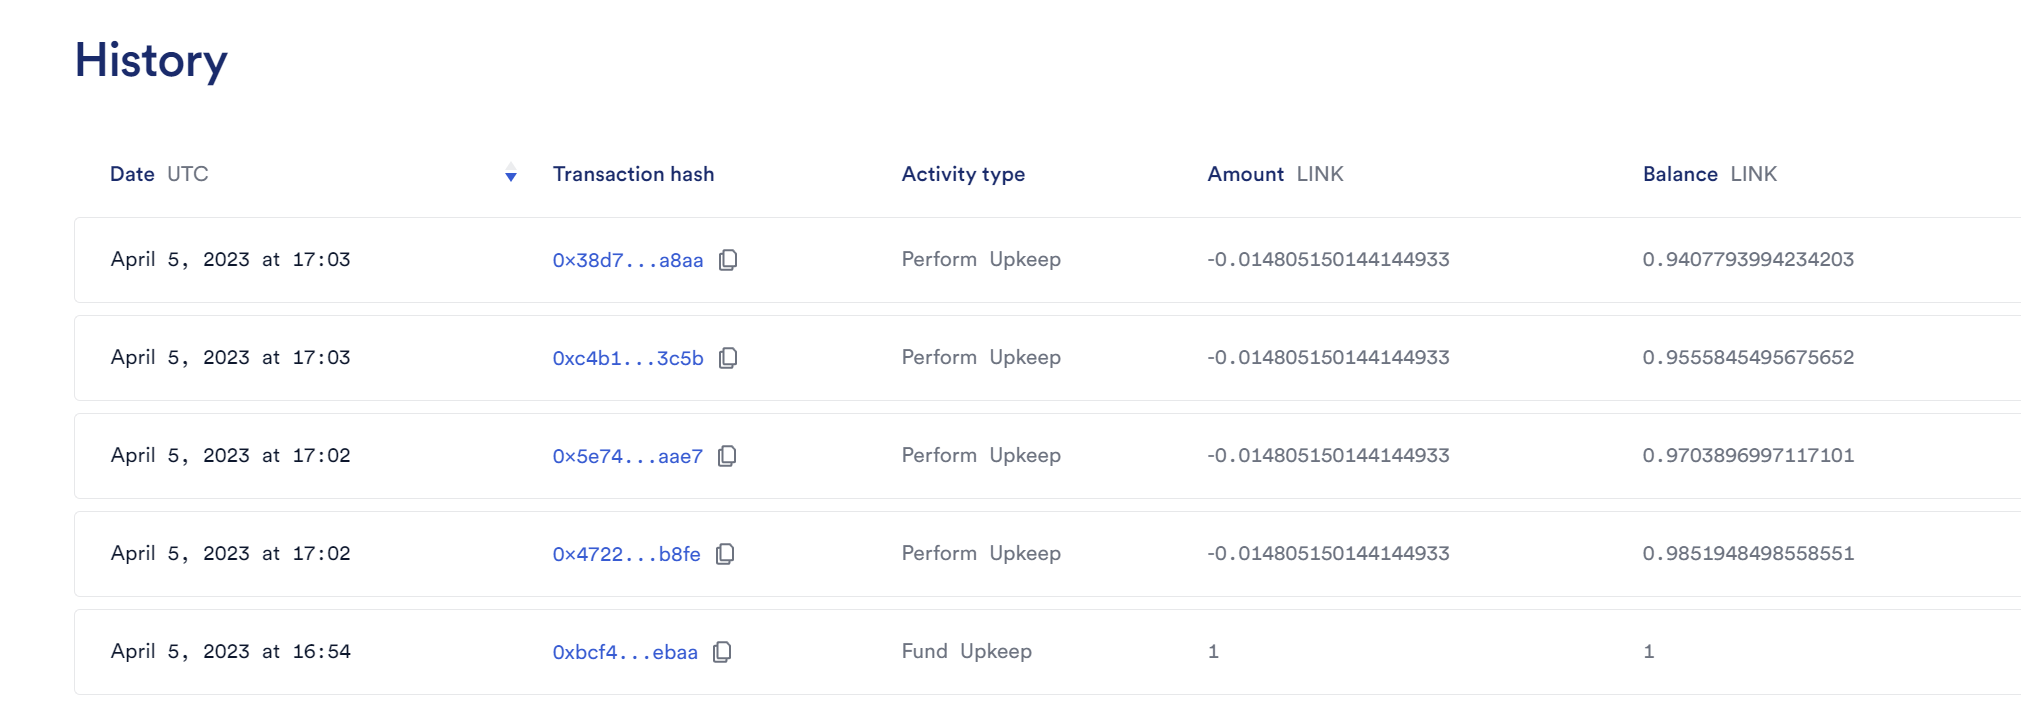 History
Date UTC Transaction hash Activity type Amount LINK Balance LINK
April 5, 2023 at 17:03 0x38d7...a8aa Perform Upkeep -0.014805150144144933 0.9407793994234203
April 5, 2023 at 17:03 0xc4b1...3c5b Perform Upkeep -0.014805150144144933 0.9555845495675652
April 5, 2023 at 17:02 0x5e74...aae7 Perform Upkeep -0.014805150144144933 0.9703896997117101
April 5, 2023 at 17:02 0x4722...b8fe Perform Upkeep -0.014805150144144933 0.9851948498558551
April 5, 2023 at 16:54 0xbcf4...ebaa Fund Upkeep 1 1